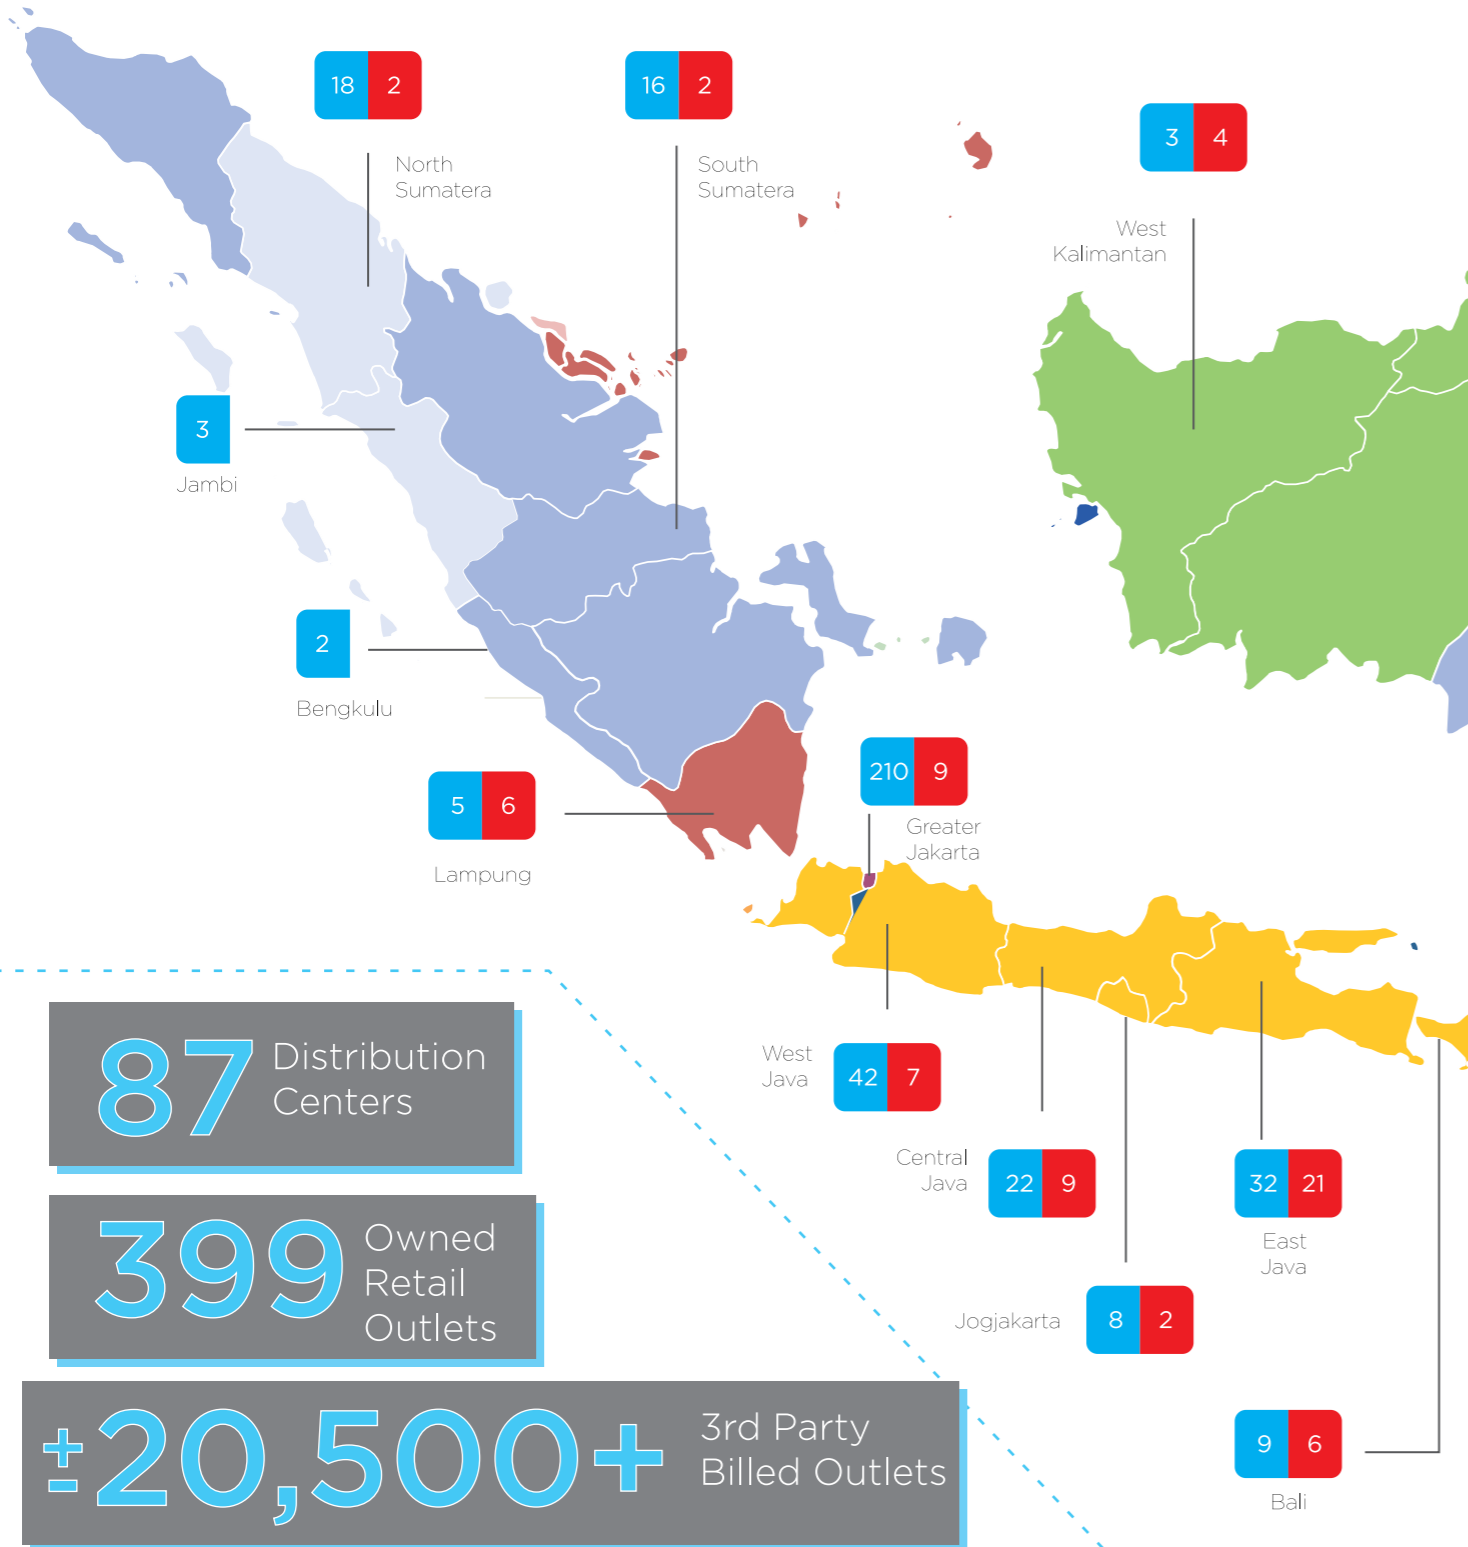 18 2
North
Sumatera
16 2
South
Sumatera
3 4
West
Kalimantan
3
Jambi
2
Bengkulu
5 6
Lampung
210 9
Greater
Jakarta
West
Java
42 7
Central
Java
22 9
32 21
East
Java
Jogjakarta
8 2
9 6
Bali
87 Distribution
Centers
399 Owned
Retail
Outlets
±20,500+ 3rd Party
Billed Outlets